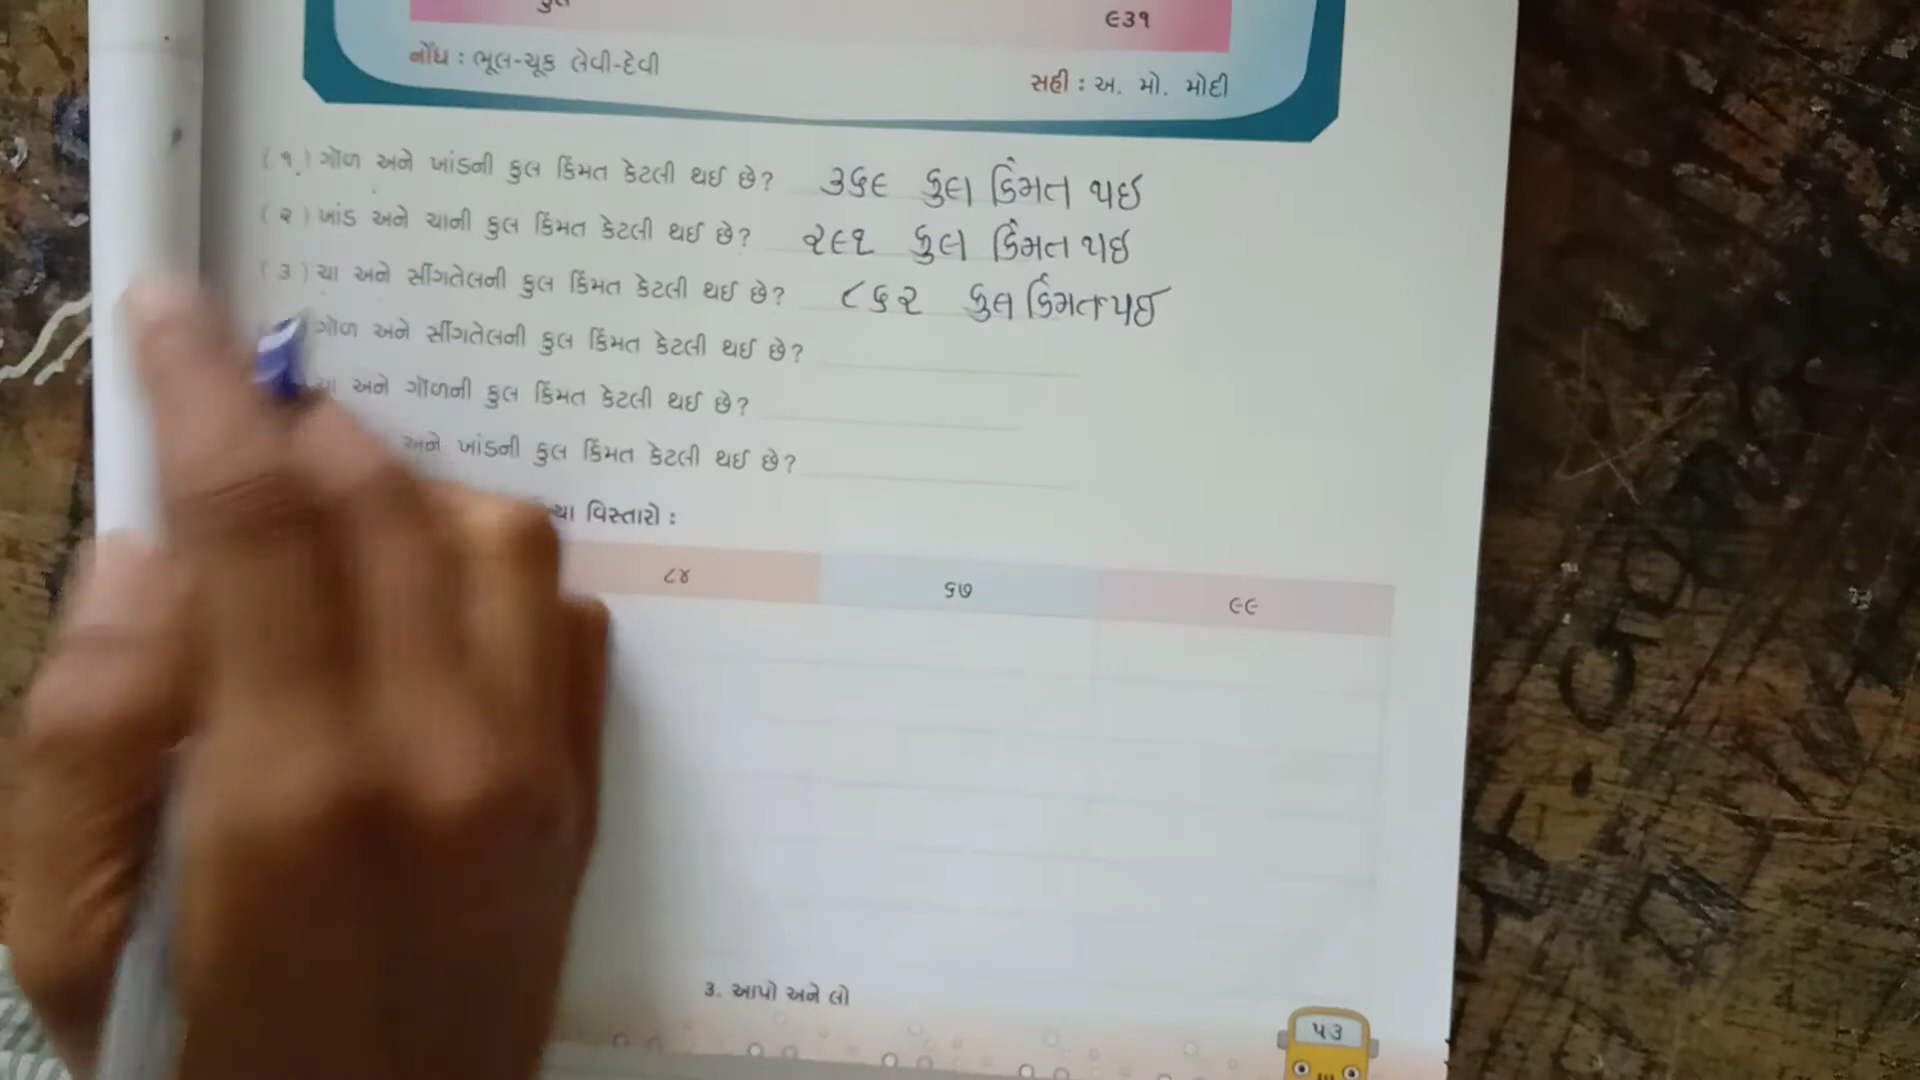 કુલ ૯૩૧
નોંધ : ભૂલ-ચૂક લેવી-દેવી
સહી : અ. મો. મોદી
(૧) ગોળ અને ખાંડની કુલ કિંમત કેટલી થઈ છે? ૩૬૯ કુલ કિંમત થઈ
(૨) ખાંડ અને ચાની કુલ કિંમત કેટલી થઈ છે? ૨૯૧ કુલ કિંમત થઈ
(૩) ચા અને સીંગતેલની કુલ કિંમત કેટલી થઈ છે? ૮૬૨ કુલ કિંમત થઈ
ગોળ અને સીંગતેલની કુલ કિંમત કેટલી થઈ છે?
ચા અને ગોળની કુલ કિંમત કેટલી થઈ છે?
અને ખાંડની કુલ કિંમત કેટલી થઈ છે?
વિસ્તારો :
૮૪ ૬૭ ૯૯
૩. આપો અને લો
૫૩